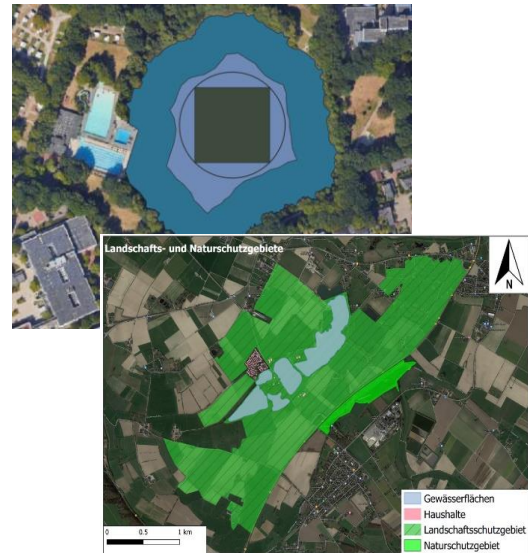 Landschafts- und Naturschutzgebiete
N
0 0.5 1 km
Gewässerflächen
Haushalte
Landschaftsschutzgebiet
Naturschutzgebiet